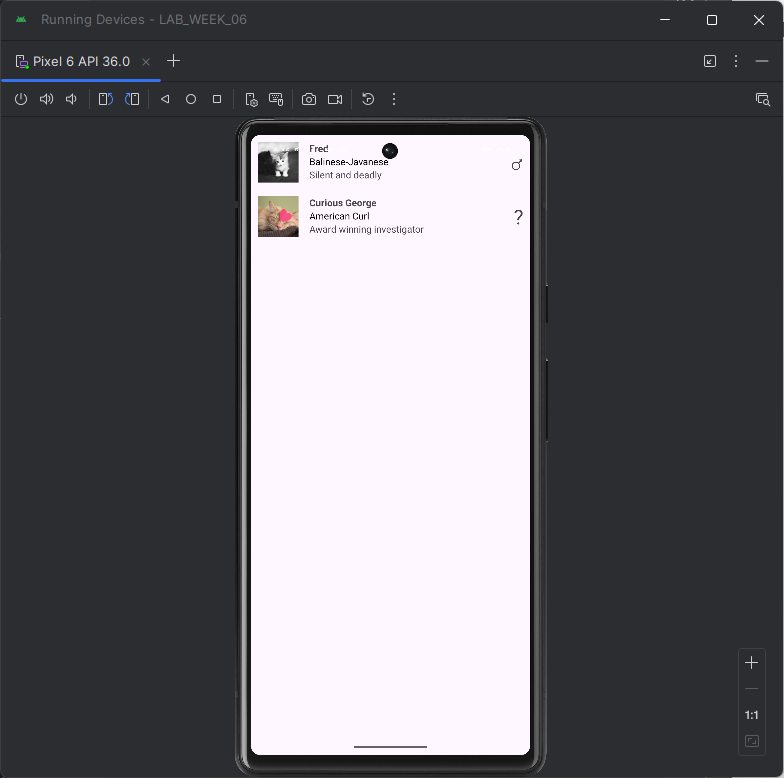 Running Devices - LAB_WEEK_06
Pixel 6 API 36.0
Fred
Balinese-Javanese
Silent and deadly
♂
Curious George
American Curl
Award winning investigator
?
1:1